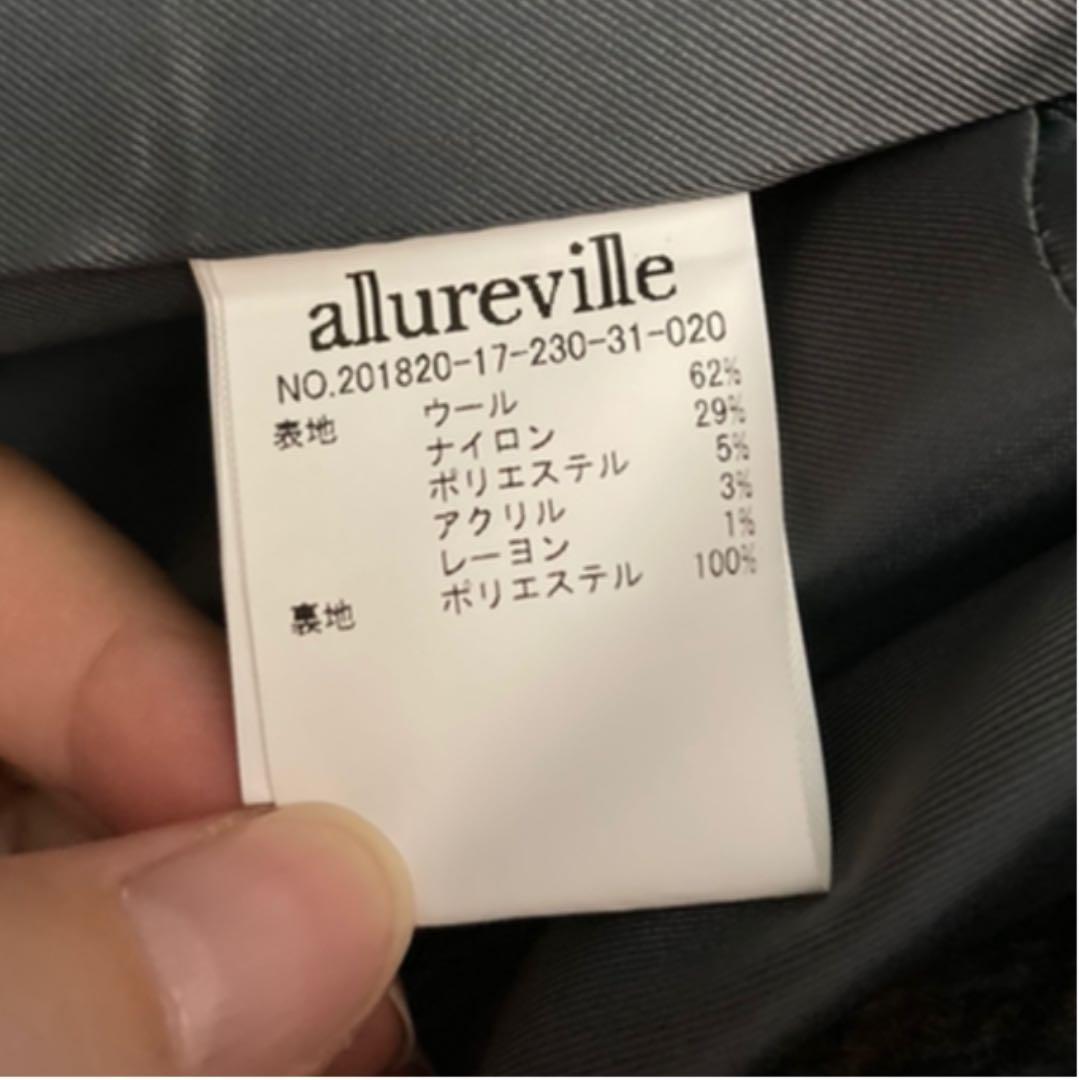 allureville
NO.201820-17-230-31-020
表地 ウール 62%
ナイロン 29%
ポリエステル 5%
アクリル 3%
レーヨン 1%
裏地 ポリエステル 100%